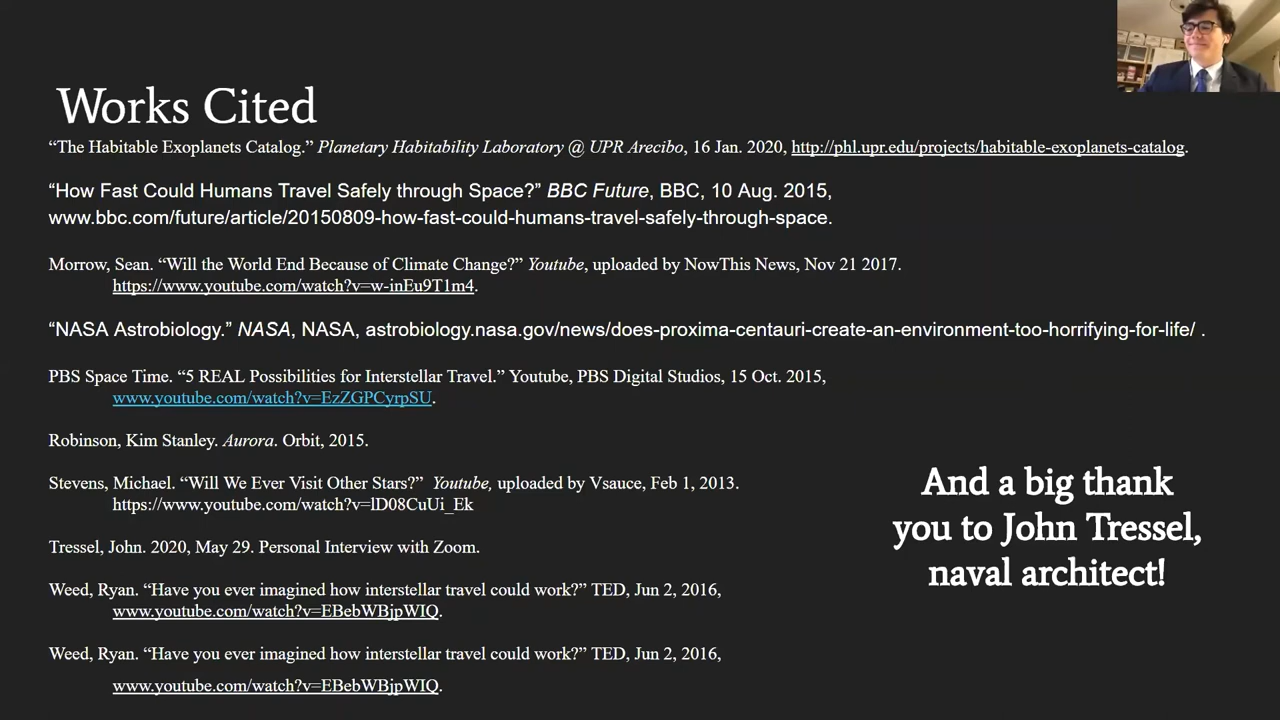 Works Cited
“The Habitable Exoplanets Catalog.” Planetary Habitability Laboratory @ UPR Arecibo, 16 Jan. 2020, http://phl.upr.edu/projects/habitable-exoplanets-catalog.
“How Fast Could Humans Travel Safely through Space?” BBC Future, BBC, 10 Aug. 2015,
www.bbc.com/future/article/20150809-how-fast-could-humans-travel-safely-through-space.
Morrow, Sean. “Will the World End Because of Climate Change?” Youtube, uploaded by NowThis News, Nov 21 2017.
https://www.youtube.com/watch?v=w-inEu9T1m4.
“NASA Astrobiology.” NASA, NASA, astrobiology.nasa.gov/news/does-proxima-centauri-create-an-environment-too-horrifying-for-life/ .
PBS Space Time. “5 REAL Possibilities for Interstellar Travel.” Youtube, PBS Digital Studios, 15 Oct. 2015,
www.youtube.com/watch?v=EzZGPCyrpSU.
Robinson, Kim Stanley. Aurora. Orbit, 2015.
Stevens, Michael. “Will We Ever Visit Other Stars?” Youtube, uploaded by Vsauce, Feb 1, 2013.
https://www.youtube.com/watch?v=lD08CuUi_Ek
Tressel, John. 2020, May 29. Personal Interview with Zoom.
Weed, Ryan. “Have you ever imagined how interstellar travel could work?” TED, Jun 2, 2016,
www.youtube.com/watch?v=EBebWBjpWIQ.
Weed, Ryan. “Have you ever imagined how interstellar travel could work?” TED, Jun 2, 2016,
www.youtube.com/watch?v=EBebWBjpWIQ.
And a big thank
you to John Tressel,
naval architect!